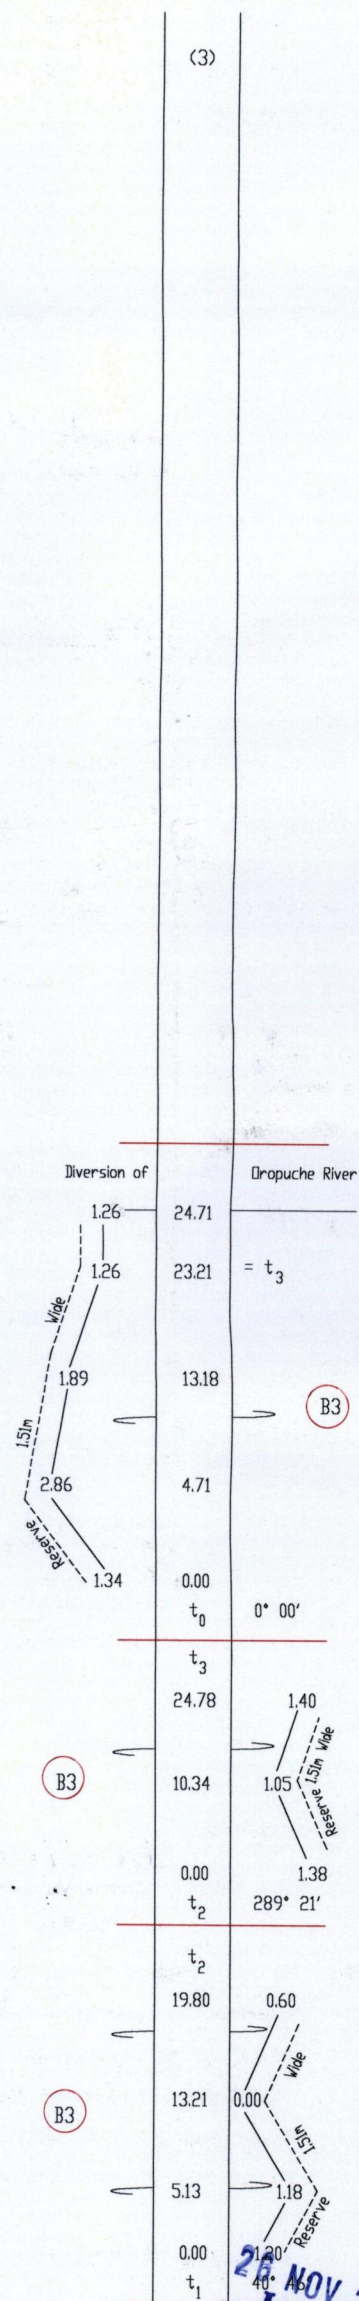 (3)
Diversion of Oropuche River
1.26 24.71
1.26 23.21 = t3
Wide
1.89 13.18
B3
1.51m
2.86 4.71
Reserve
1.34 0.00
t0 0° 00'
t3
24.78 1.40
Reserve 1.51m Wide
B3 10.34 1.05
0.00 1.38
t2 289° 21'
t2
19.80 0.60
Wide
B3 13.21 0.00
1.51m
5.13 1.18
Reserve
0.00 1.20
t1 40° 46'
26 NOV